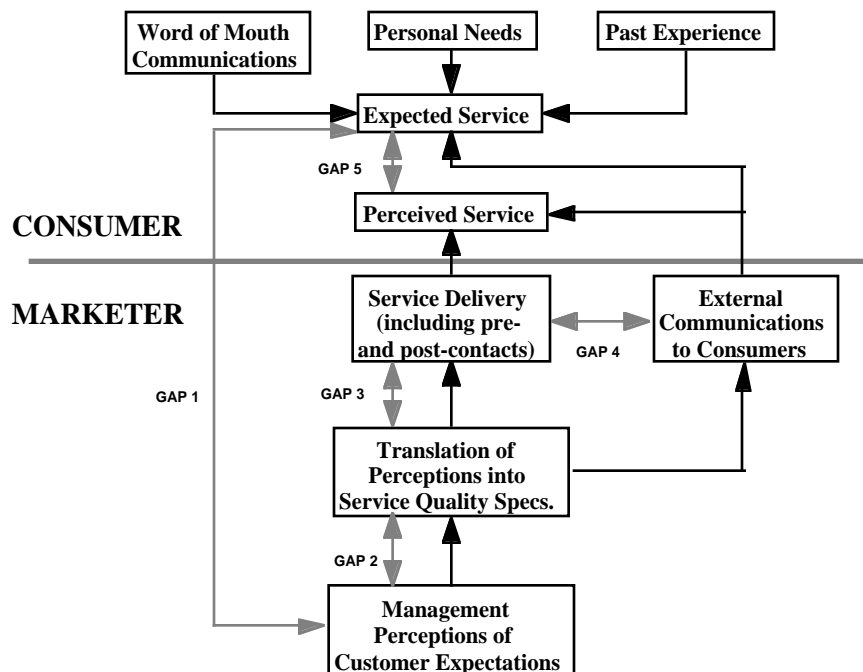 Word of Mouth
Communications
Personal Needs
Past Experience
Expected Service
GAP 5
Perceived Service
CONSUMER
MARKETER
Service Delivery
(including pre-
and post-contacts)
GAP 4
External
Communications
to Consumers
GAP 1
GAP 3
Translation of
Perceptions into
Service Quality Specs.
GAP 2
Management
Perceptions of
Customer Expectations